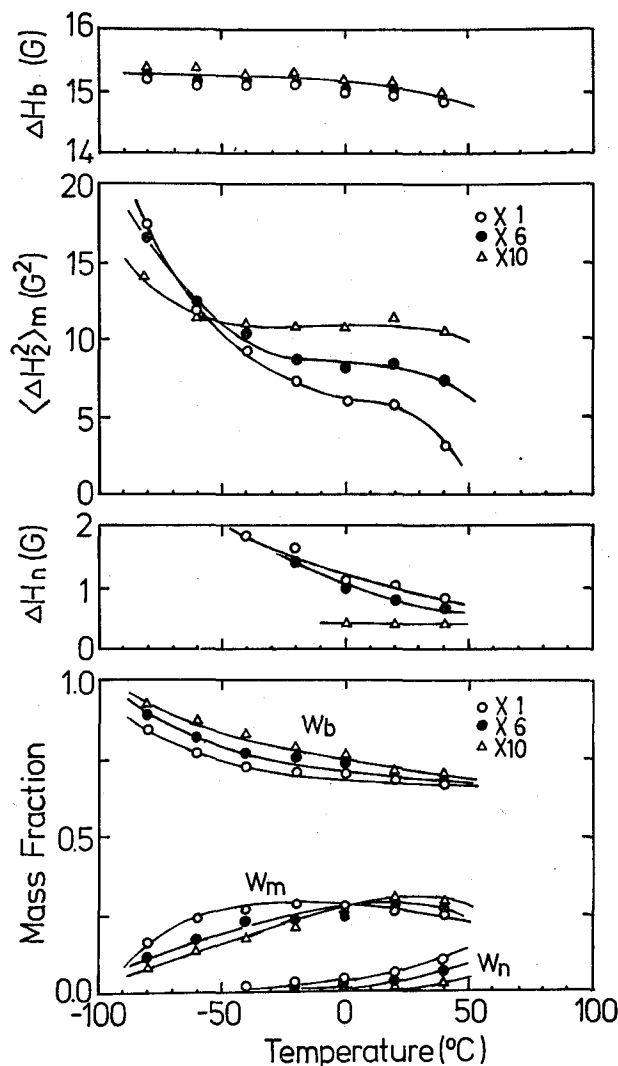 ΔHb (G)
16
15
14
⟨ΔH₂²⟩m (G²)
20
15
10
5
0
○ X 1
● X 6
△ X10
ΔHn (G)
2
1
0
Mass Fraction
1.0
0.5
0.0
○ X 1
● X 6
△ X10
Wb
Wm
Wn
-100 -50 0 50 100
Temperature (°C)